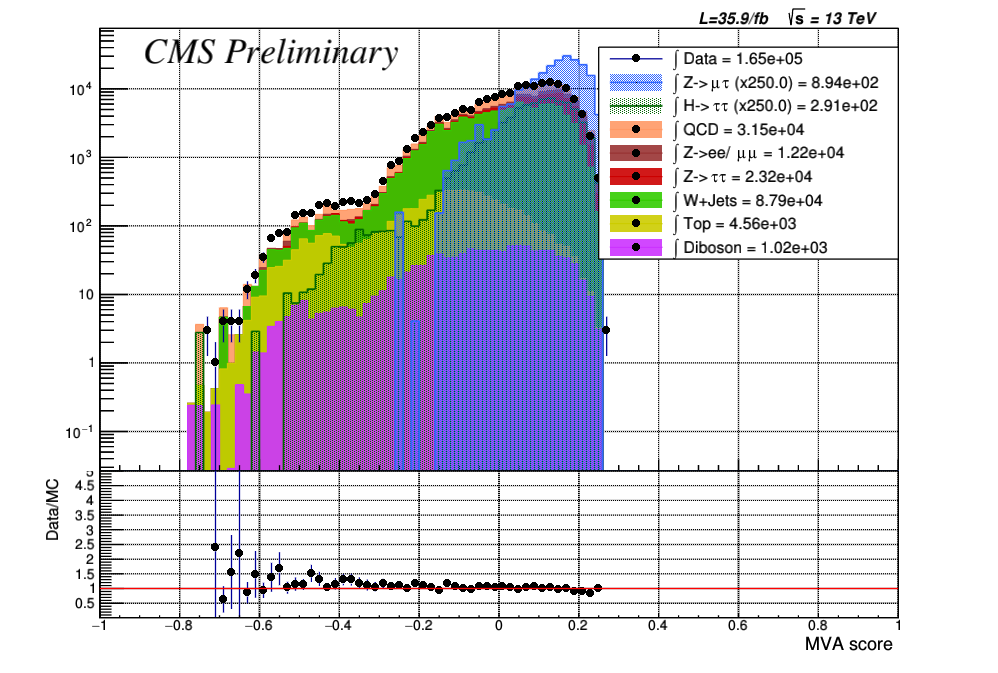 L=35.9/fb √s = 13 TeV
CMS Preliminary
∫ Data = 1.65e+05
∫ Z->μτ (x250.0) = 8.94e+02
∫ H->ττ (x250.0) = 2.91e+02
∫ QCD = 3.15e+04
∫ Z->ee/ μμ = 1.22e+04
∫ Z->ττ = 2.32e+04
∫ W+Jets = 8.79e+04
∫ Top = 4.56e+03
∫ Diboson = 1.02e+03
10⁴
10³
10²
10
1
10⁻¹
Data/MC
5
4.5
4
3.5
3
2.5
2
1.5
1
0.5
−1 −0.8 −0.6 −0.4 −0.2 0 0.2 0.4 0.6 0.8 1
MVA score